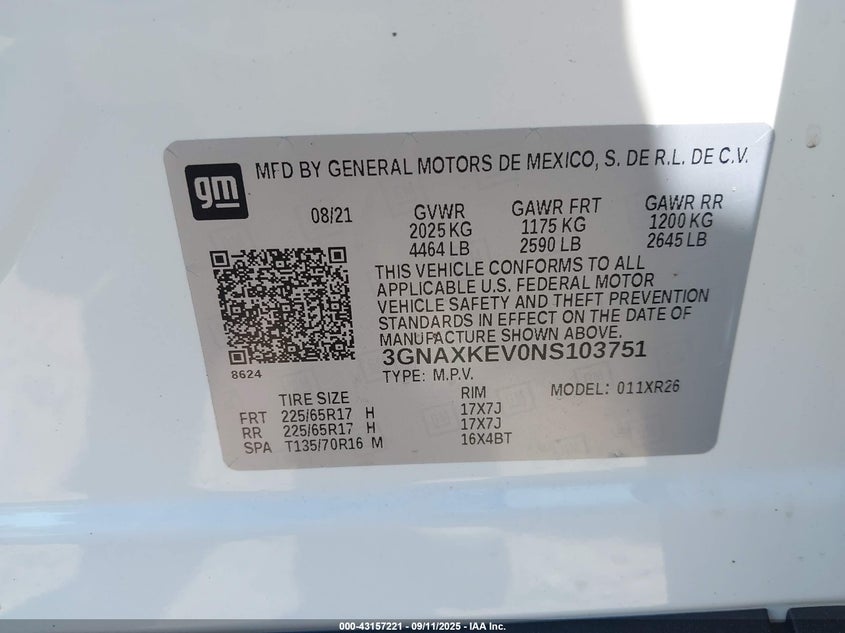 gm
MFD BY GENERAL MOTORS DE MEXICO, S. DE R.L. DE C.V.
08/21 GVWR GAWR FRT GAWR RR
2025 KG 1175 KG 1200 KG
4464 LB 2590 LB 2645 LB
THIS VEHICLE CONFORMS TO ALL
APPLICABLE U.S. FEDERAL MOTOR
VEHICLE SAFETY AND THEFT PREVENTION
STANDARDS IN EFFECT ON THE DATE OF
MANUFACTURE SHOWN ABOVE.
3GNAXKEV0NS103751
8624
TYPE: M.P.V.
TIRE SIZE RIM MODEL: 011XR26
FRT 225/65R17 H 17X7J
RR 225/65R17 H 17X7J
SPA T135/70R16 M 16X4BT
000-43157221 - 09/11/2025 - IAA Inc.